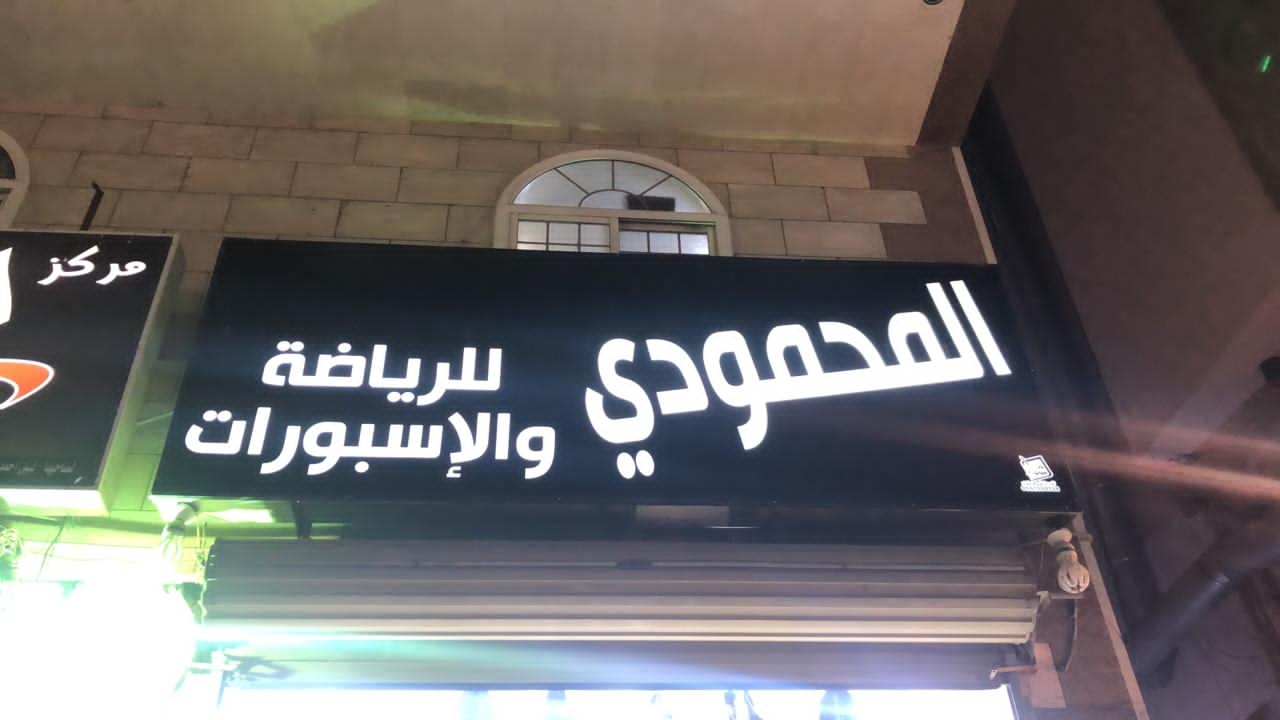 المحمودي
للرياضة
والإسبورات
مركز